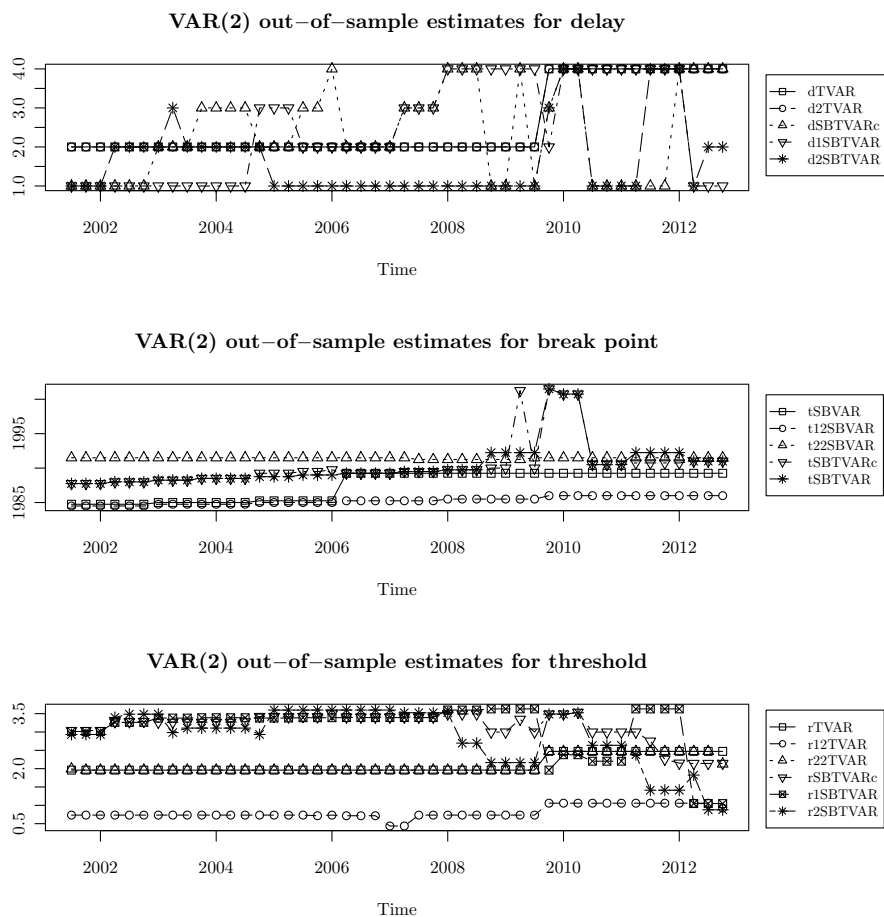 VAR(2) out−of−sample estimates for delay
4.0
3.0
2.0
1.0
2002 2004 2006 2008 2010 2012
Time
dTVAR
d2TVAR
dSBTVARc
d1SBTVAR
d2SBTVAR
VAR(2) out−of−sample estimates for break point
1995
1985
2002 2004 2006 2008 2010 2012
Time
tSBVAR
t12SBVAR
t22SBVAR
tSBTVARc
tSBTVAR
VAR(2) out−of−sample estimates for threshold
3.5
2.0
0.5
2002 2004 2006 2008 2010 2012
Time
rTVAR
r12TVAR
r22TVAR
rSBTVARc
r1SBTVAR
r2SBTVAR